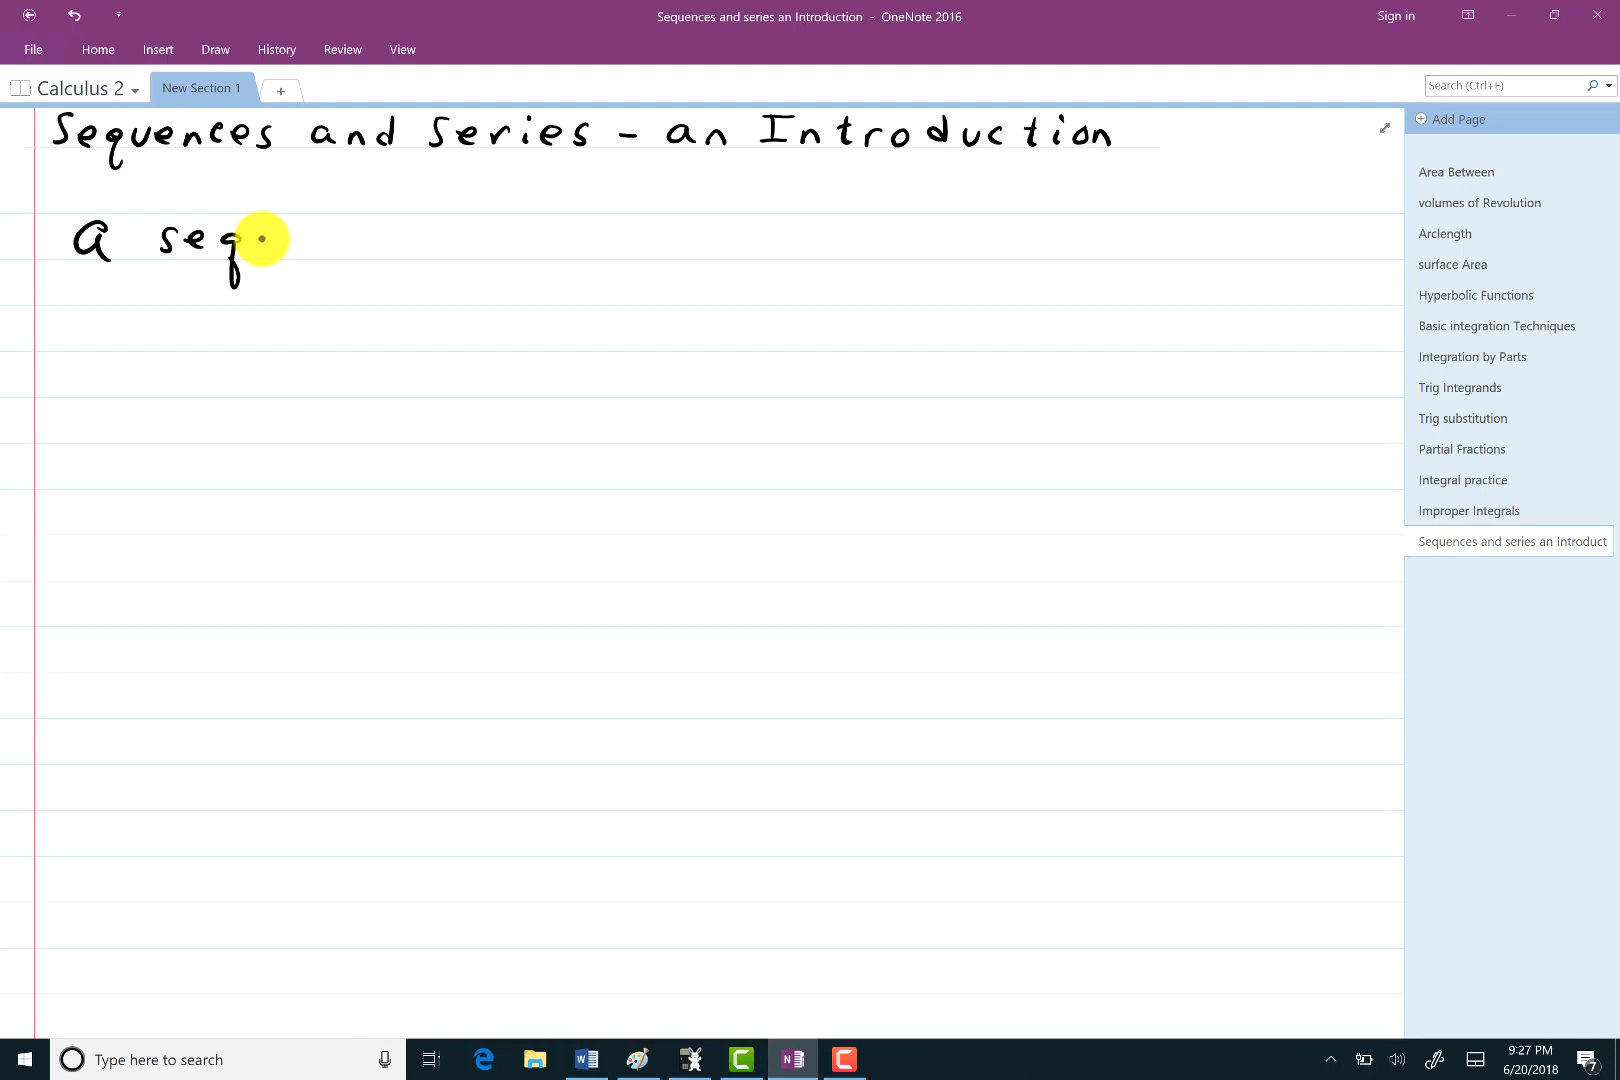 Sequences and series an Introduction - OneNote 2016
Sign in
File Home Insert Draw History Review View
Calculus 2
New Section 1
+
Search (Ctrl+E)
Sequences and Series - an Introduction
A seq
Add Page
Area Between
volumes of Revolution
Arclength
surface Area
Hyperbolic Functions
Basic integration Techniques
Integration by Parts
Trig Integrands
Trig substitution
Partial Fractions
Integral practice
Improper Integrals
Sequences and series an Introduct
Type here to search
9:27 PM
6/20/2018
7